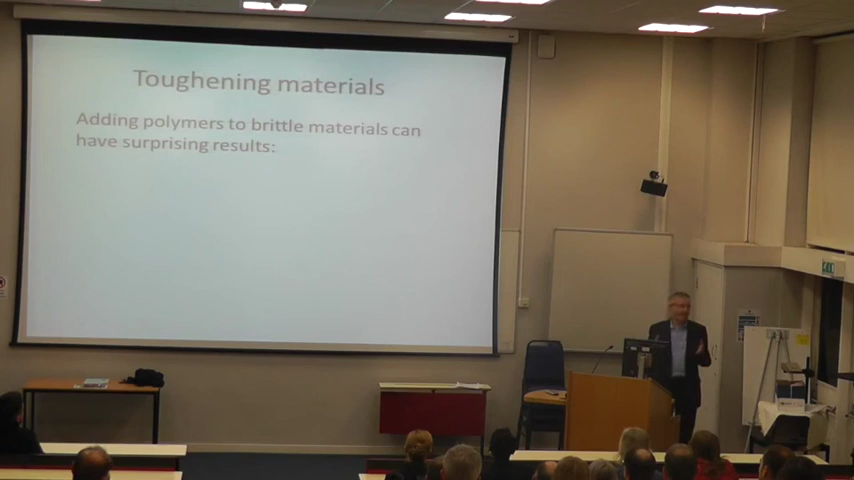 Toughening materials
Adding polymers to brittle materials can
have surprising results: